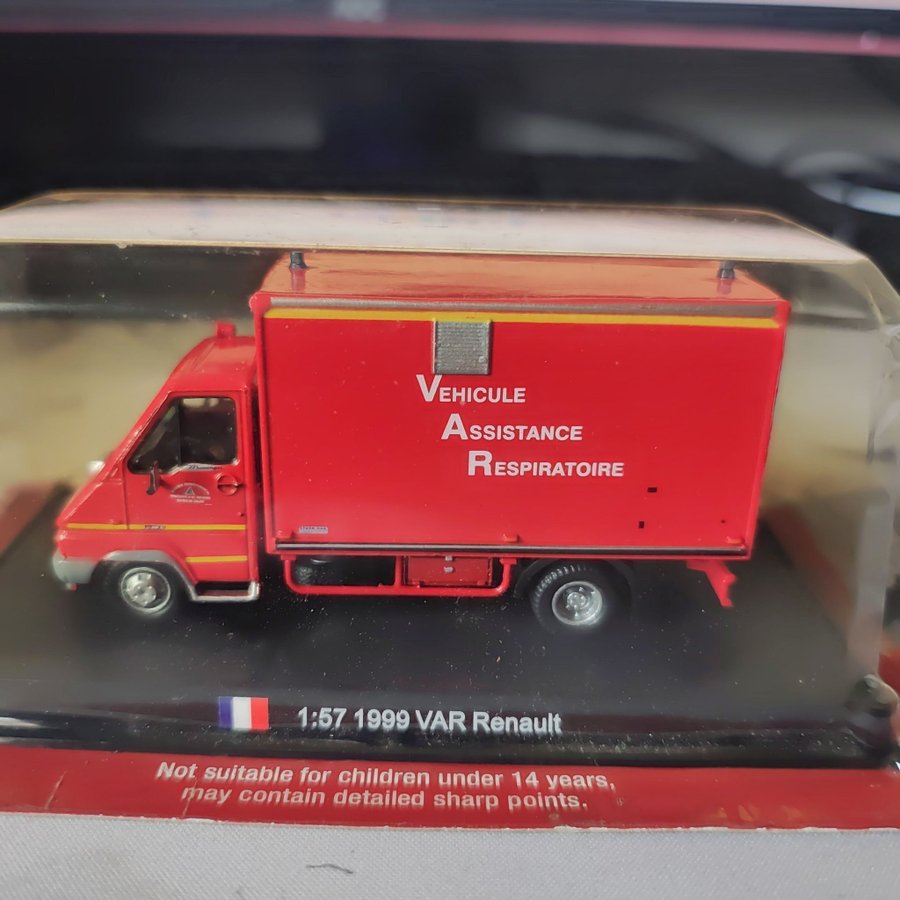 VEHICULE
ASSISTANCE
RESPIRATOIRE
1:57 1999 VAR Renault
Not suitable for children under 14 years,
may contain detailed sharp points.